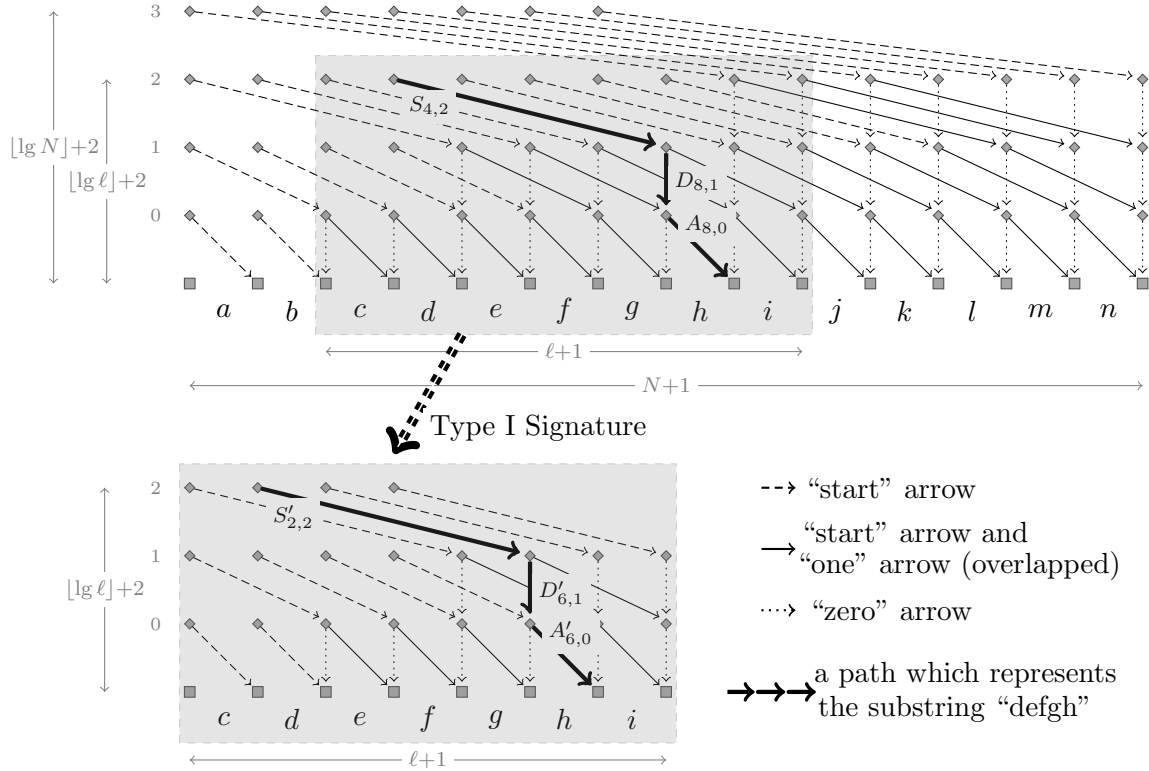 3
2
S₄,₂
⌊lg N⌋+2
1
⌊lg ℓ⌋+2
D₈,₁
0
A₈,₀
a b c d e f g h i j k l m n
ℓ+1
N+1
Type I Signature
2
S′₂,₂
1
⌊lg ℓ⌋+2
D′₆,₁
0
A′₆,₀
c d e f g h i
ℓ+1
“start” arrow
“start” arrow and
“one” arrow (overlapped)
“zero” arrow
a path which represents
the substring “defgh”